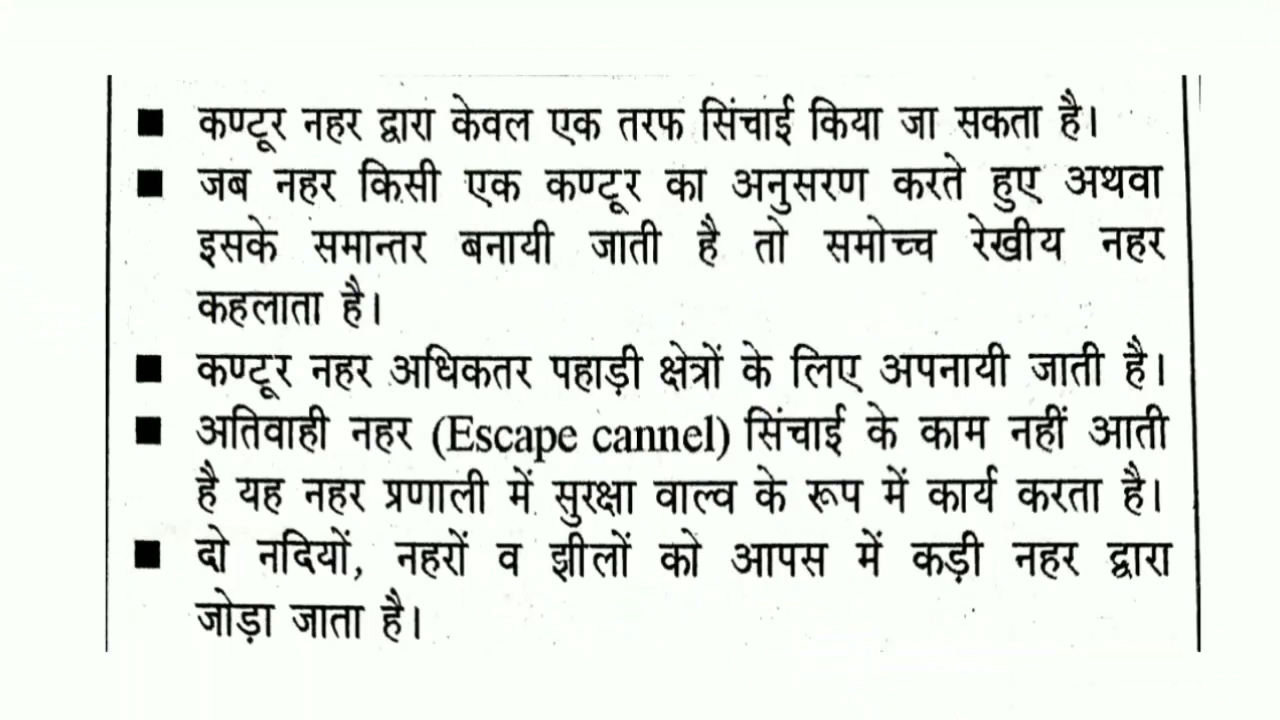 ■ कण्टूर नहर द्वारा केवल एक तरफ सिंचाई किया जा सकता है।
■ जब नहर किसी एक कण्टूर का अनुसरण करते हुए अथवा
इसके समान्तर बनायी जाती है तो समोच्च रेखीय नहर
कहलाता है।
■ कण्टूर नहर अधिकतर पहाड़ी क्षेत्रों के लिए अपनायी जाती है।
■ अतिवाही नहर (Escape cannel) सिंचाई के काम नहीं आती
है यह नहर प्रणाली में सुरक्षा वाल्व के रूप में कार्य करता है।
■ दो नदियों, नहरों व झीलों को आपस में कड़ी नहर द्वारा
जोड़ा जाता है।